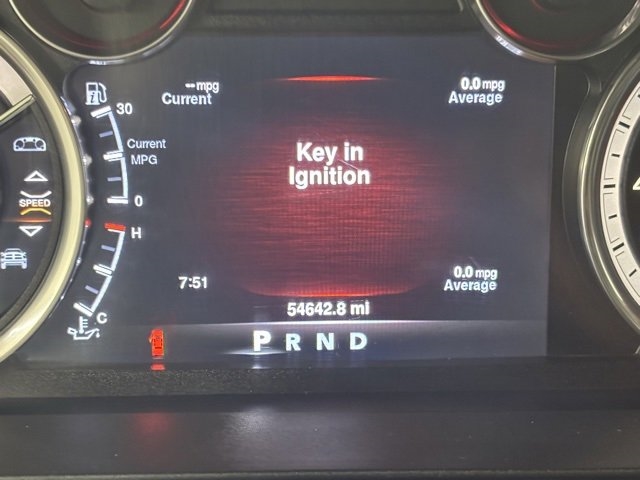 -- mpg
Current
0.0 mpg
Average
30
Current
MPG
0
Key in
Ignition
SPEED
H
C
7:51
0.0 mpg
Average
54642.8 mi
P R N D